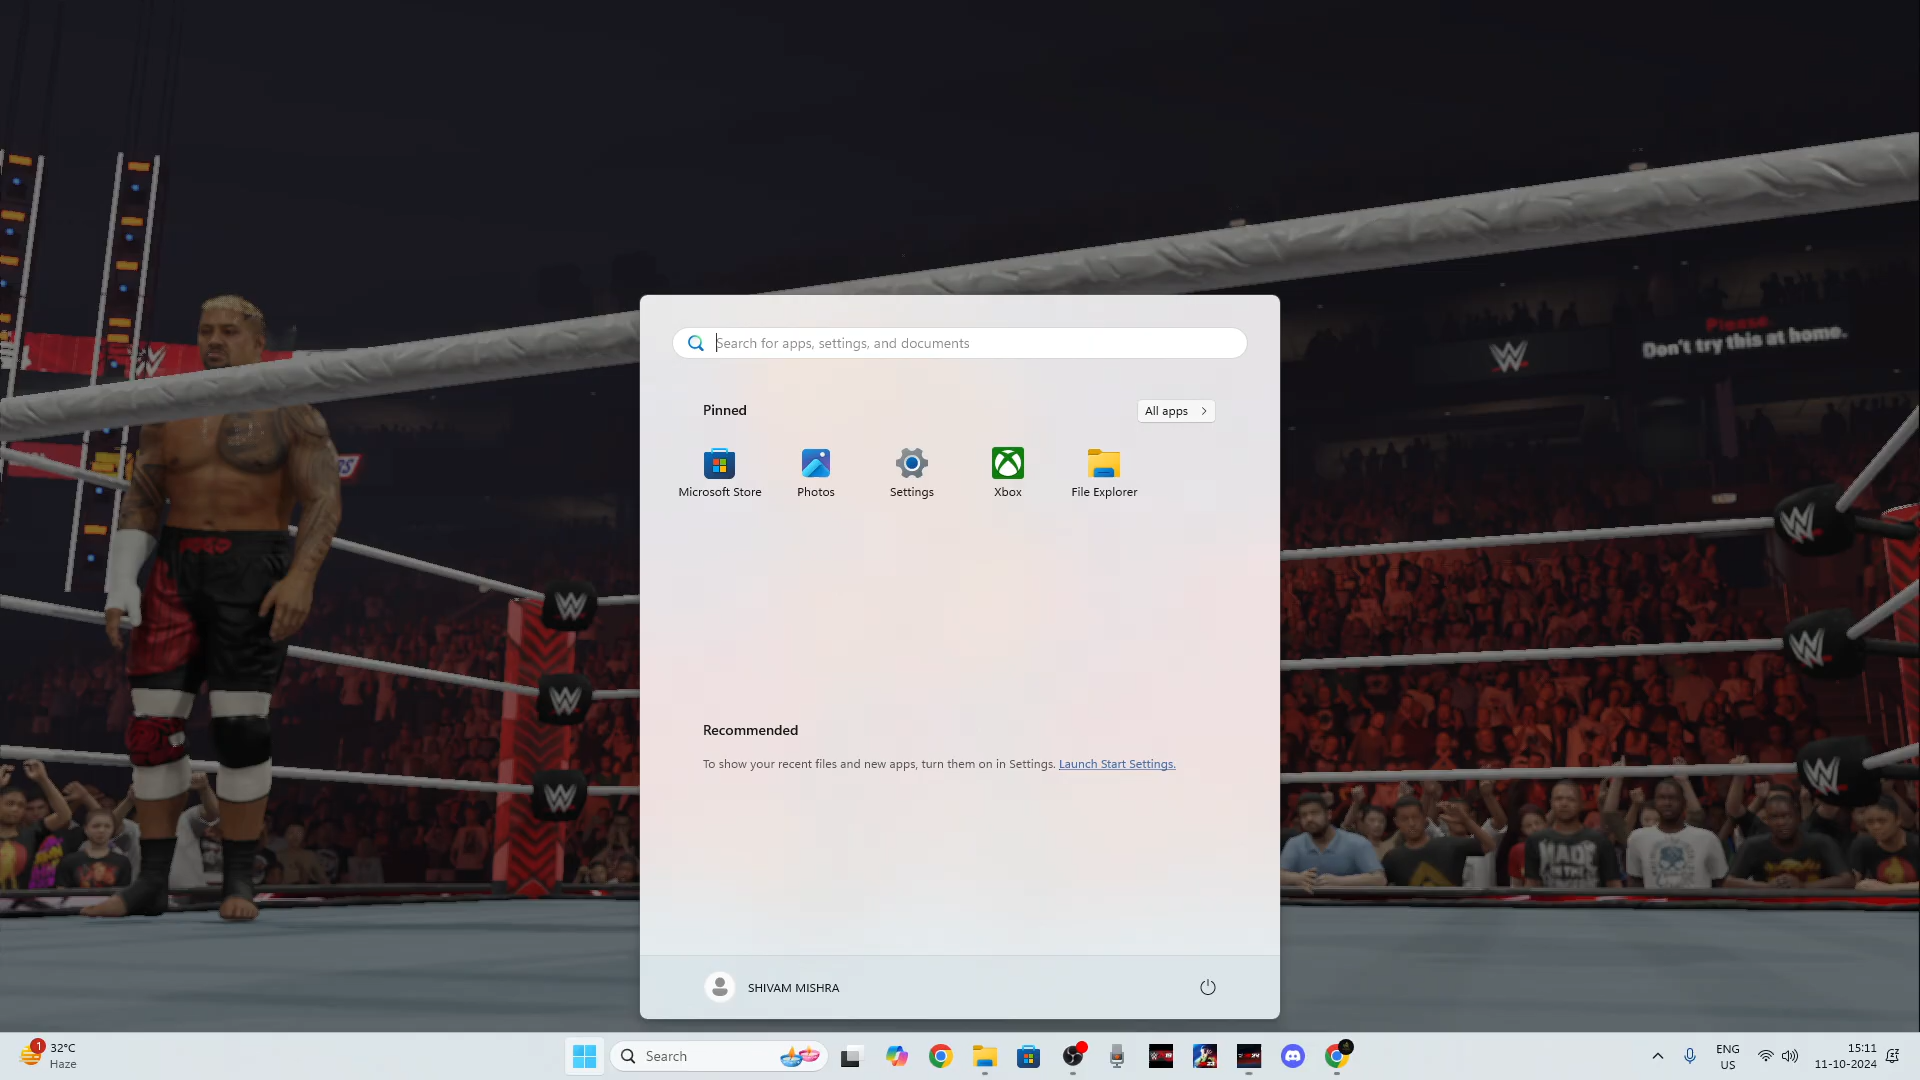 Please
Don't try this at home.
Search for apps, settings, and documents
Pinned
All apps
Microsoft Store
Photos
Settings
Xbox
File Explorer
Recommended
To show your recent files and new apps, turn them on in Settings. Launch Start Settings.
SHIVAM MISHRA
1
32°C
Haze
Search
ENG
US
15:11
11-10-2024